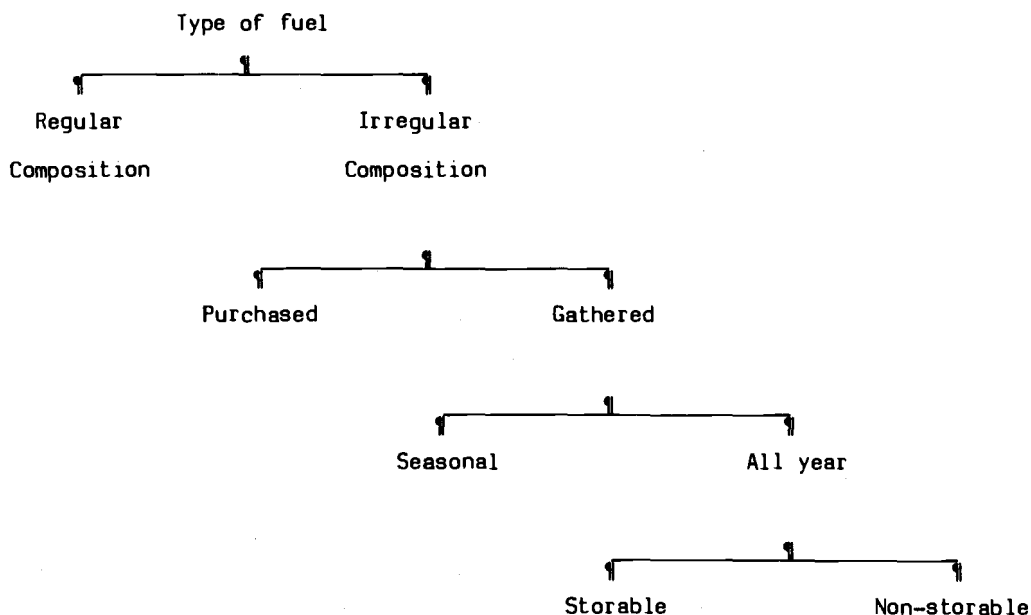 Type of fuel
Regular Irregular
Composition Composition
Purchased Gathered
Seasonal All year
Storable Non-storable